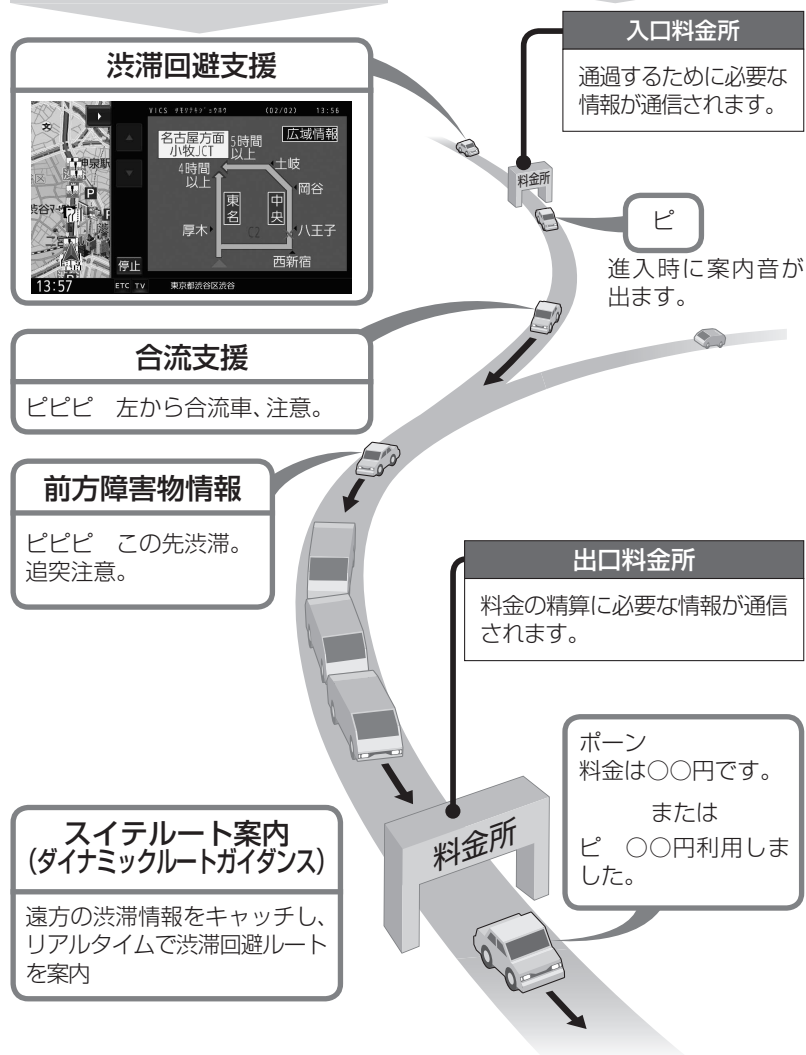 渋滞回避支援
VICS
(02/02)
13:56
広域情報
名古屋方面
小牧JCT
5時間
以上
4時間
以上
土岐
岡谷
東名
中央
厚木
八王子
C2
西新宿
神泉駅
P
停止
13:57
ETC TV
東京都渋谷区渋谷
入口料金所
通過するために必要な
情報が通信されます。
料金所
ピ
進入時に案内音が
出ます。
合流支援
ピピピ 左から合流車、注意。
前方障害物情報
ピピピ この先渋滞。
追突注意。
出口料金所
料金の精算に必要な情報が通信
されます。
料金所
ポーン
料金は○○円です。
または
ピ ○○円利用しま
した。
スイテルート案内
(ダイナミックルートガイダンス)
遠方の渋滞情報をキャッチし、
リアルタイムで渋滞回避ルート
を案内